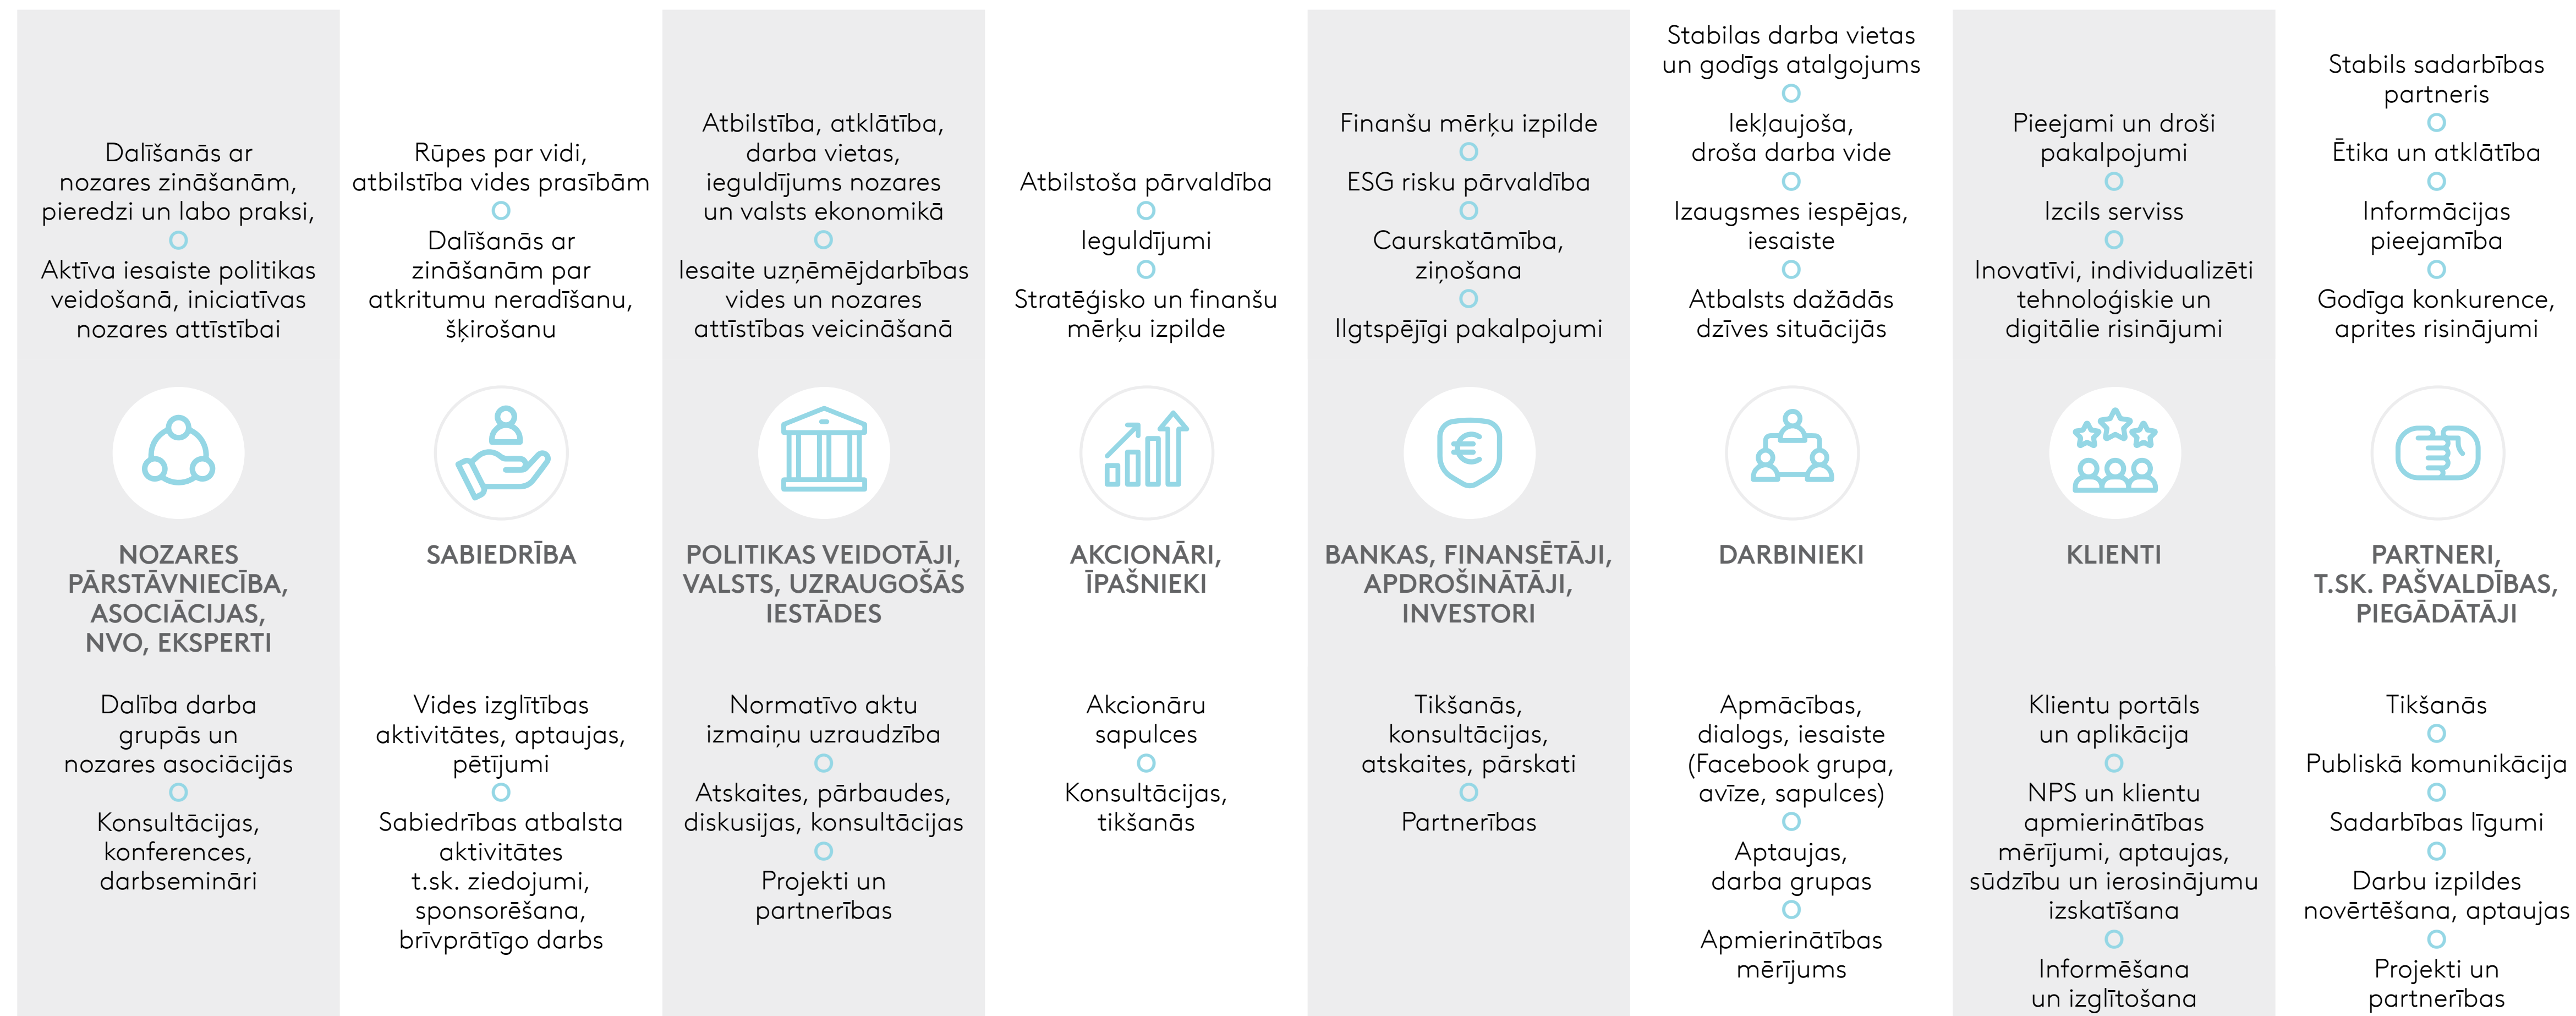 Dalīšanās ar
nozares zināšanām,
pieredzi un labo praksi,
Aktīva iesaiste politikas
veidošanā, iniciatīvas
nozares attīstībai
NOZARES
PĀRSTĀVNIECĪBA,
ASOCIĀCIJAS,
NVO, EKSPERTI
Dalība darba
grupās un
nozares asociācijās
Konsultācijas,
konferences,
darbsemināri
Rūpes par vidi,
atbilstība vides prasībām
Dalīšanās ar
zināšanām par
atkritumu neradīšanu,
šķirošanu
SABIEDRĪBA
Vides izglītības
aktivitātes, aptaujas,
pētījumi
Sabiedrības atbalsta
aktivitātes
t.sk. ziedojumi,
sponsorēšana,
brīvprātīgo darbs
Atbilstība, atklātība,
darba vietas,
ieguldījums nozares
un valsts ekonomikā
Iesaite uzņēmējdarbības
vides un nozares
attīstības veicināšanā
POLITIKAS VEIDOTĀJI,
VALSTS, UZRAUGOŠĀS
IESTĀDES
Normatīvo aktu
izmaiņu uzraudzība
Atskaites, pārbaudes,
diskusijas, konsultācijas
Projekti un
partnerības
Atbilstoša pārvaldība
Ieguldījumi
Stratēģisko un finanšu
mērķu izpilde
AKCIONĀRI,
ĪPAŠNIEKI
Akcionāru
sapulces
Konsultācijas,
tikšanās
Finanšu mērķu izpilde
ESG risku pārvaldība
Caurskatāmība,
ziņošana
Ilgtspējīgi pakalpojumi
BANKAS, FINANSĒTĀJI,
APDROŠINĀTĀJI,
INVESTORI
Tikšanās,
konsultācijas,
atskaites, pārskati
Partnerības
Stabilas darba vietas
un godīgs atalgojums
Iekļaujoša,
droša darba vide
Izaugsmes iespējas,
iesaiste
Atbalsts dažādās
dzīves situācijās
DARBINIEKI
Apmācības,
dialogs, iesaiste
(Facebook grupa,
avīze, sapulces)
Aptaujas,
darba grupas
Apmierinātības
mērījums
Pieejami un droši
pakalpojumi
Izcils serviss
Inovatīvi, individualizēti
tehnoloģiskie un
digitālie risinājumi
KLIENTI
Klientu portāls
un aplikācija
NPS un klientu
apmierinātības
mērījumi, aptaujas,
sūdzību un ierosinājumu
izskatīšana
Informēšana
un izglītošana
Stabils sadarbības
partneris
Ētika un atklātība
Informācijas
pieejamība
Godīga konkurence,
aprites risinājumi
PARTNERI,
T.SK. PAŠVALDĪBAS,
PIEGĀDĀTĀJI
Tikšanās
Publiskā komunikācija
Sadarbības līgumi
Darbu izpildes
novērtēšana, aptaujas
Projekti un
partnerības